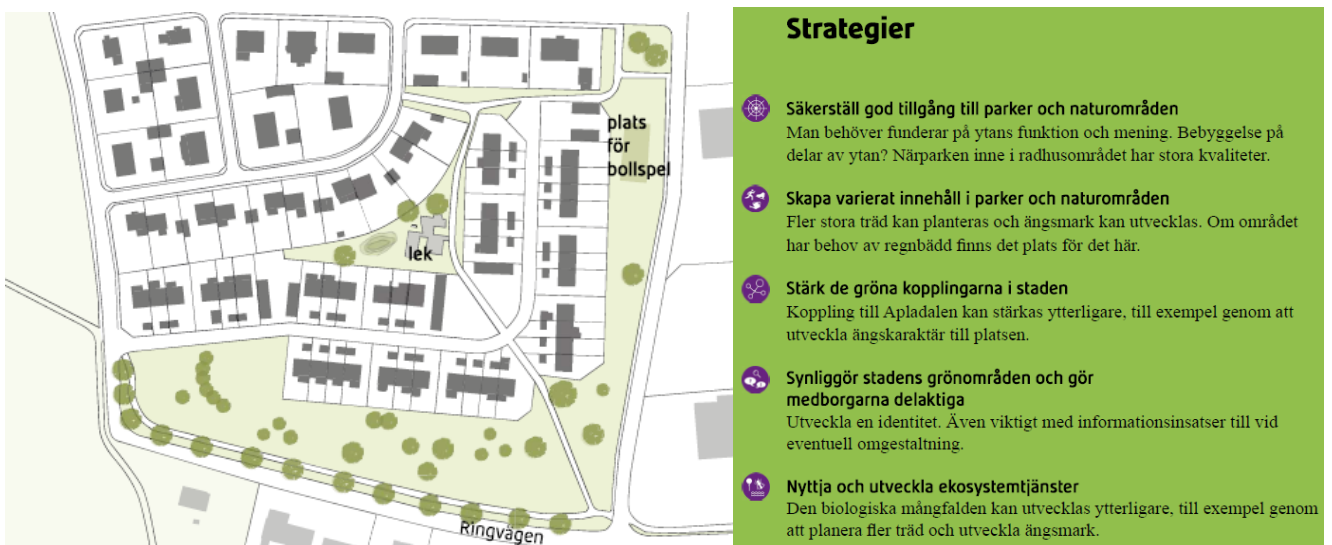 plats
för
bollspel
lek
Ringvägen
Strategier
Säkerställ god tillgång till parker och naturområden
Man behöver funderar på ytans funktion och mening. Bebyggelse på
delar av ytan? Närparken inne i radhusområdet har stora kvaliteter.
Skapa varierat innehåll i parker och naturområden
Fler stora träd kan planteras och ängsmark kan utvecklas. Om området
har behov av regnbädd finns det plats för det här.
Stärk de gröna kopplingarna i staden
Koppling till Apladalen kan stärkas ytterligare, till exempel genom att
utveckla ängskaraktär till platsen.
Synliggör stadens grönområden och gör
medborgarna delaktiga
Utveckla en identitet. Även viktigt med informationsinsatser till vid
eventuell omgestaltning.
Nyttja och utveckla ekosystemtjänster
Den biologiska mångfalden kan utvecklas ytterligare, till exempel genom
att planera fler träd och utveckla ängsmark.